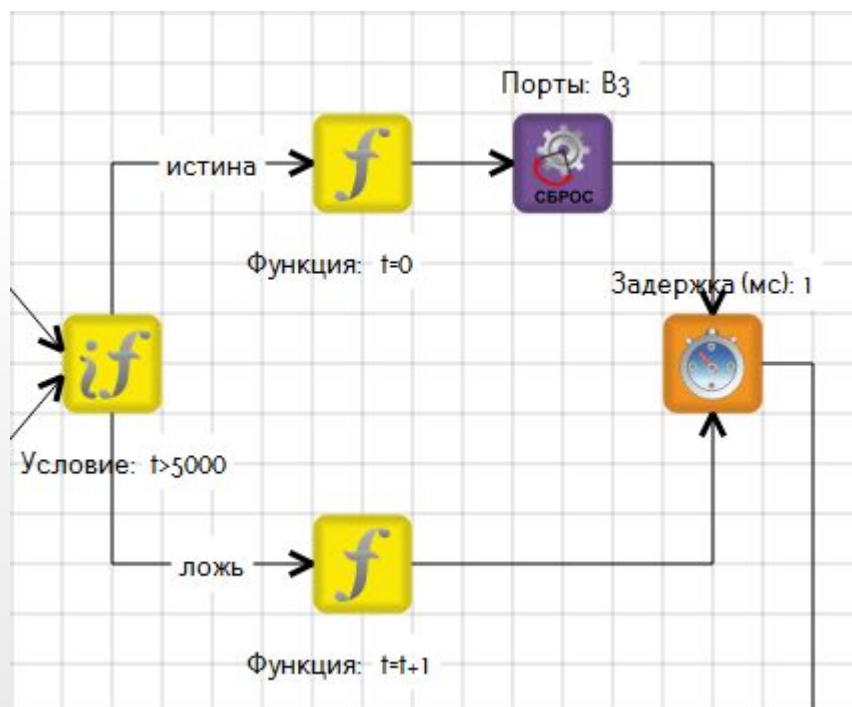 Порты: B3
истина
СБРОС
Функция: t=0
Задержка (мс): 1
if
Условие: t>5000
ложь
Функция: t=t+1